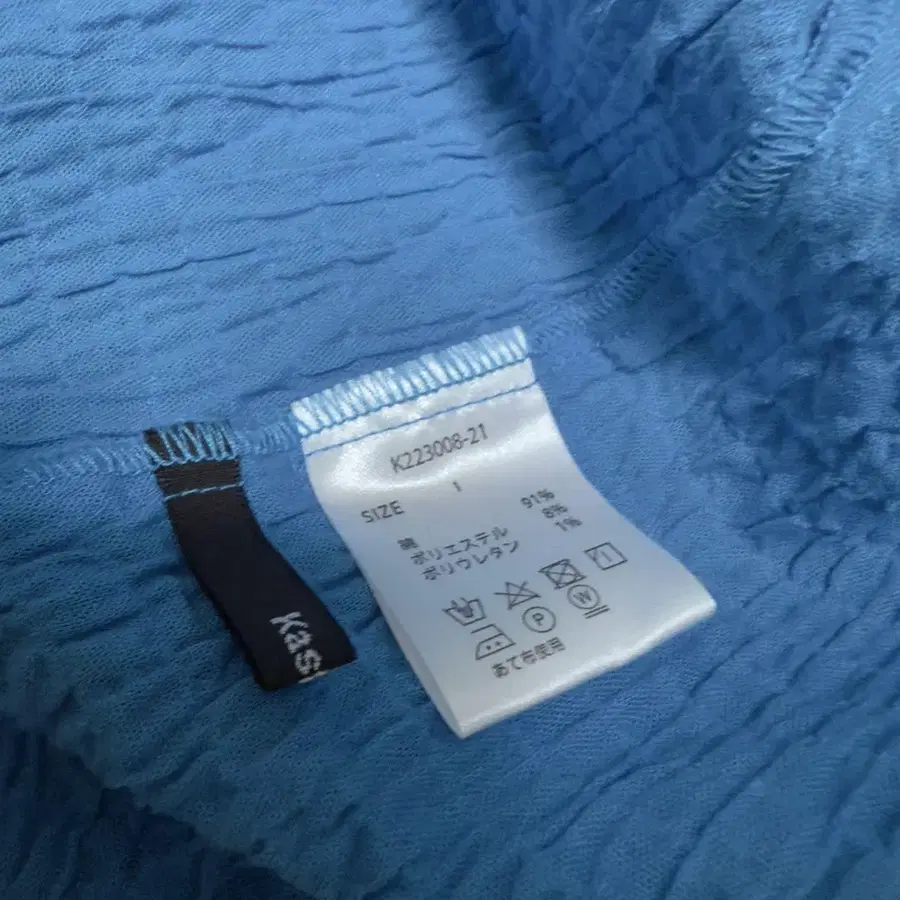 K223008-21
SIZE I
綿 91%
ポリエステル 8%
ポリウレタン 1%
P W
あて布使用
Kas